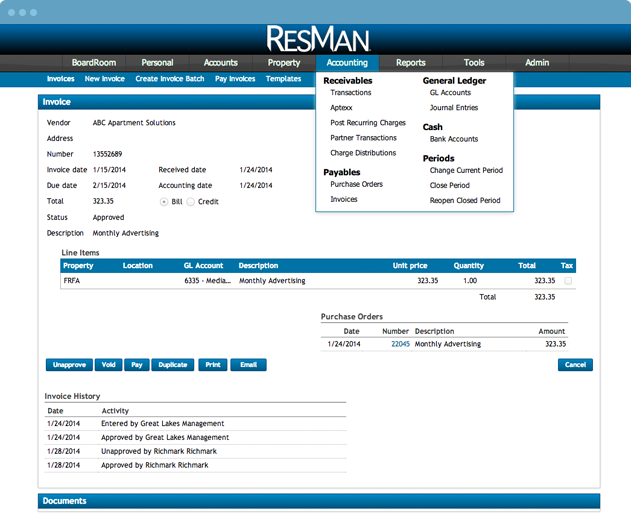 RESMAN
BoardRoom Personal Accounts Property Accounting Reports Tools Admin
Invoices New Invoice Create Invoice Batch Pay Invoices Templates
Receivables
Transactions
Aptexx
Post Recurring Charges
Partner Transactions
Charge Distributions
Payables
Purchase Orders
Invoices
General Ledger
GL Accounts
Journal Entries
Cash
Bank Accounts
Periods
Change Current Period
Close Period
Reopen Closed Period
Invoice
Vendor ABC Apartment Solutions
Address
Number 13552689
Invoice date 1/15/2014 Received date 1/24/2014
Due date 2/15/2014 Accounting date 1/24/2014
Total 323.35 Bill Credit
Status Approved
Description Monthly Advertising
Line Items
Property Location GL Account Description Unit price Quantity Total Tax
FRFA 6335 - Media... Monthly Advertising 323.35 1.00 323.35
Total 323.35
Purchase Orders
Date Number Description Amount
1/24/2014 22045 Monthly Advertising 323.35
Unapprove Void Pay Duplicate Print Email Cancel
Invoice History
Date Activity
1/24/2014 Entered by Great Lakes Management
1/24/2014 Approved by Great Lakes Management
1/28/2014 Unapproved by Richmark Richmark
1/28/2014 Approved by Richmark Richmark
Documents